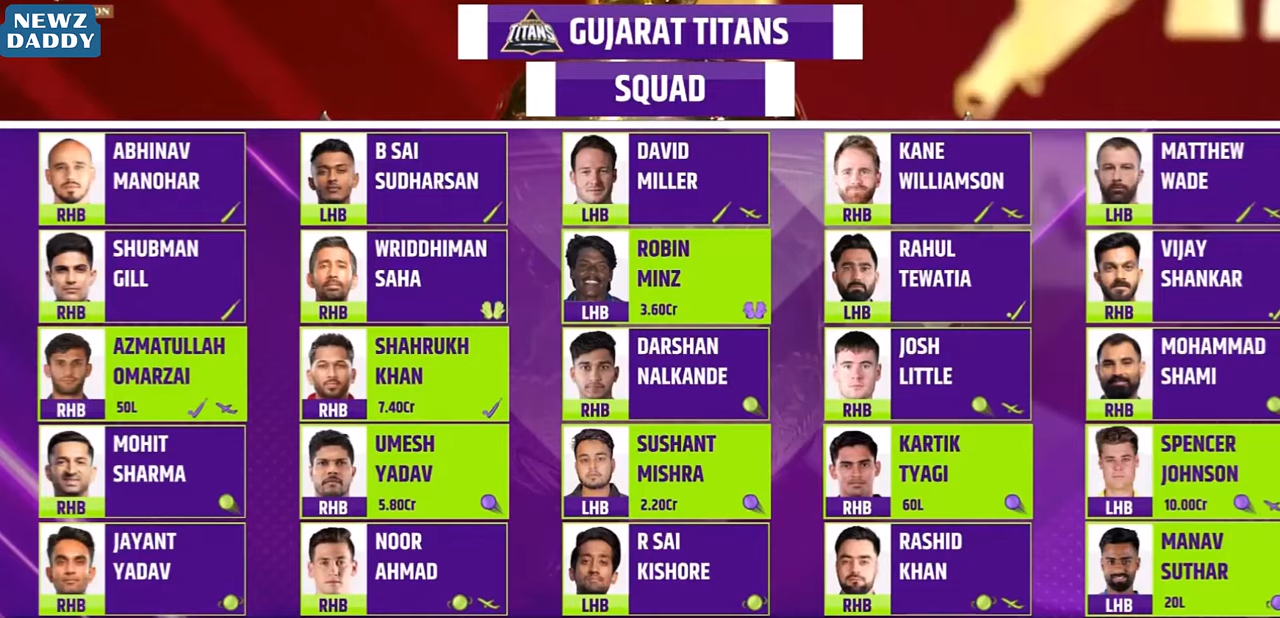 NEWZ
DADDY
ON
TITANS
GUJARAT TITANS
SQUAD
ABHINAV
MANOHAR
RHB
B SAI
SUDHARSAN
LHB
DAVID
MILLER
LHB
KANE
WILLIAMSON
RHB
MATTHEW
WADE
LHB
SHUBMAN
GILL
RHB
WRIDDHIMAN
SAHA
RHB
ROBIN
MINZ
LHB
3.60Cr
RAHUL
TEWATIA
LHB
VIJAY
SHANKAR
RHB
AZMATULLAH
OMARZAI
RHB
50L
SHAHRUKH
KHAN
RHB
7.40Cr
DARSHAN
NALKANDE
RHB
JOSH
LITTLE
RHB
MOHAMMAD
SHAMI
RHB
MOHIT
SHARMA
RHB
UMESH
YADAV
RHB
5.80Cr
SUSHANT
MISHRA
LHB
2.20Cr
KARTIK
TYAGI
RHB
60L
SPENCER
JOHNSON
LHB
10.00Cr
JAYANT
YADAV
RHB
NOOR
AHMAD
RHB
R SAI
KISHORE
LHB
RASHID
KHAN
RHB
MANAV
SUTHAR
LHB
20L